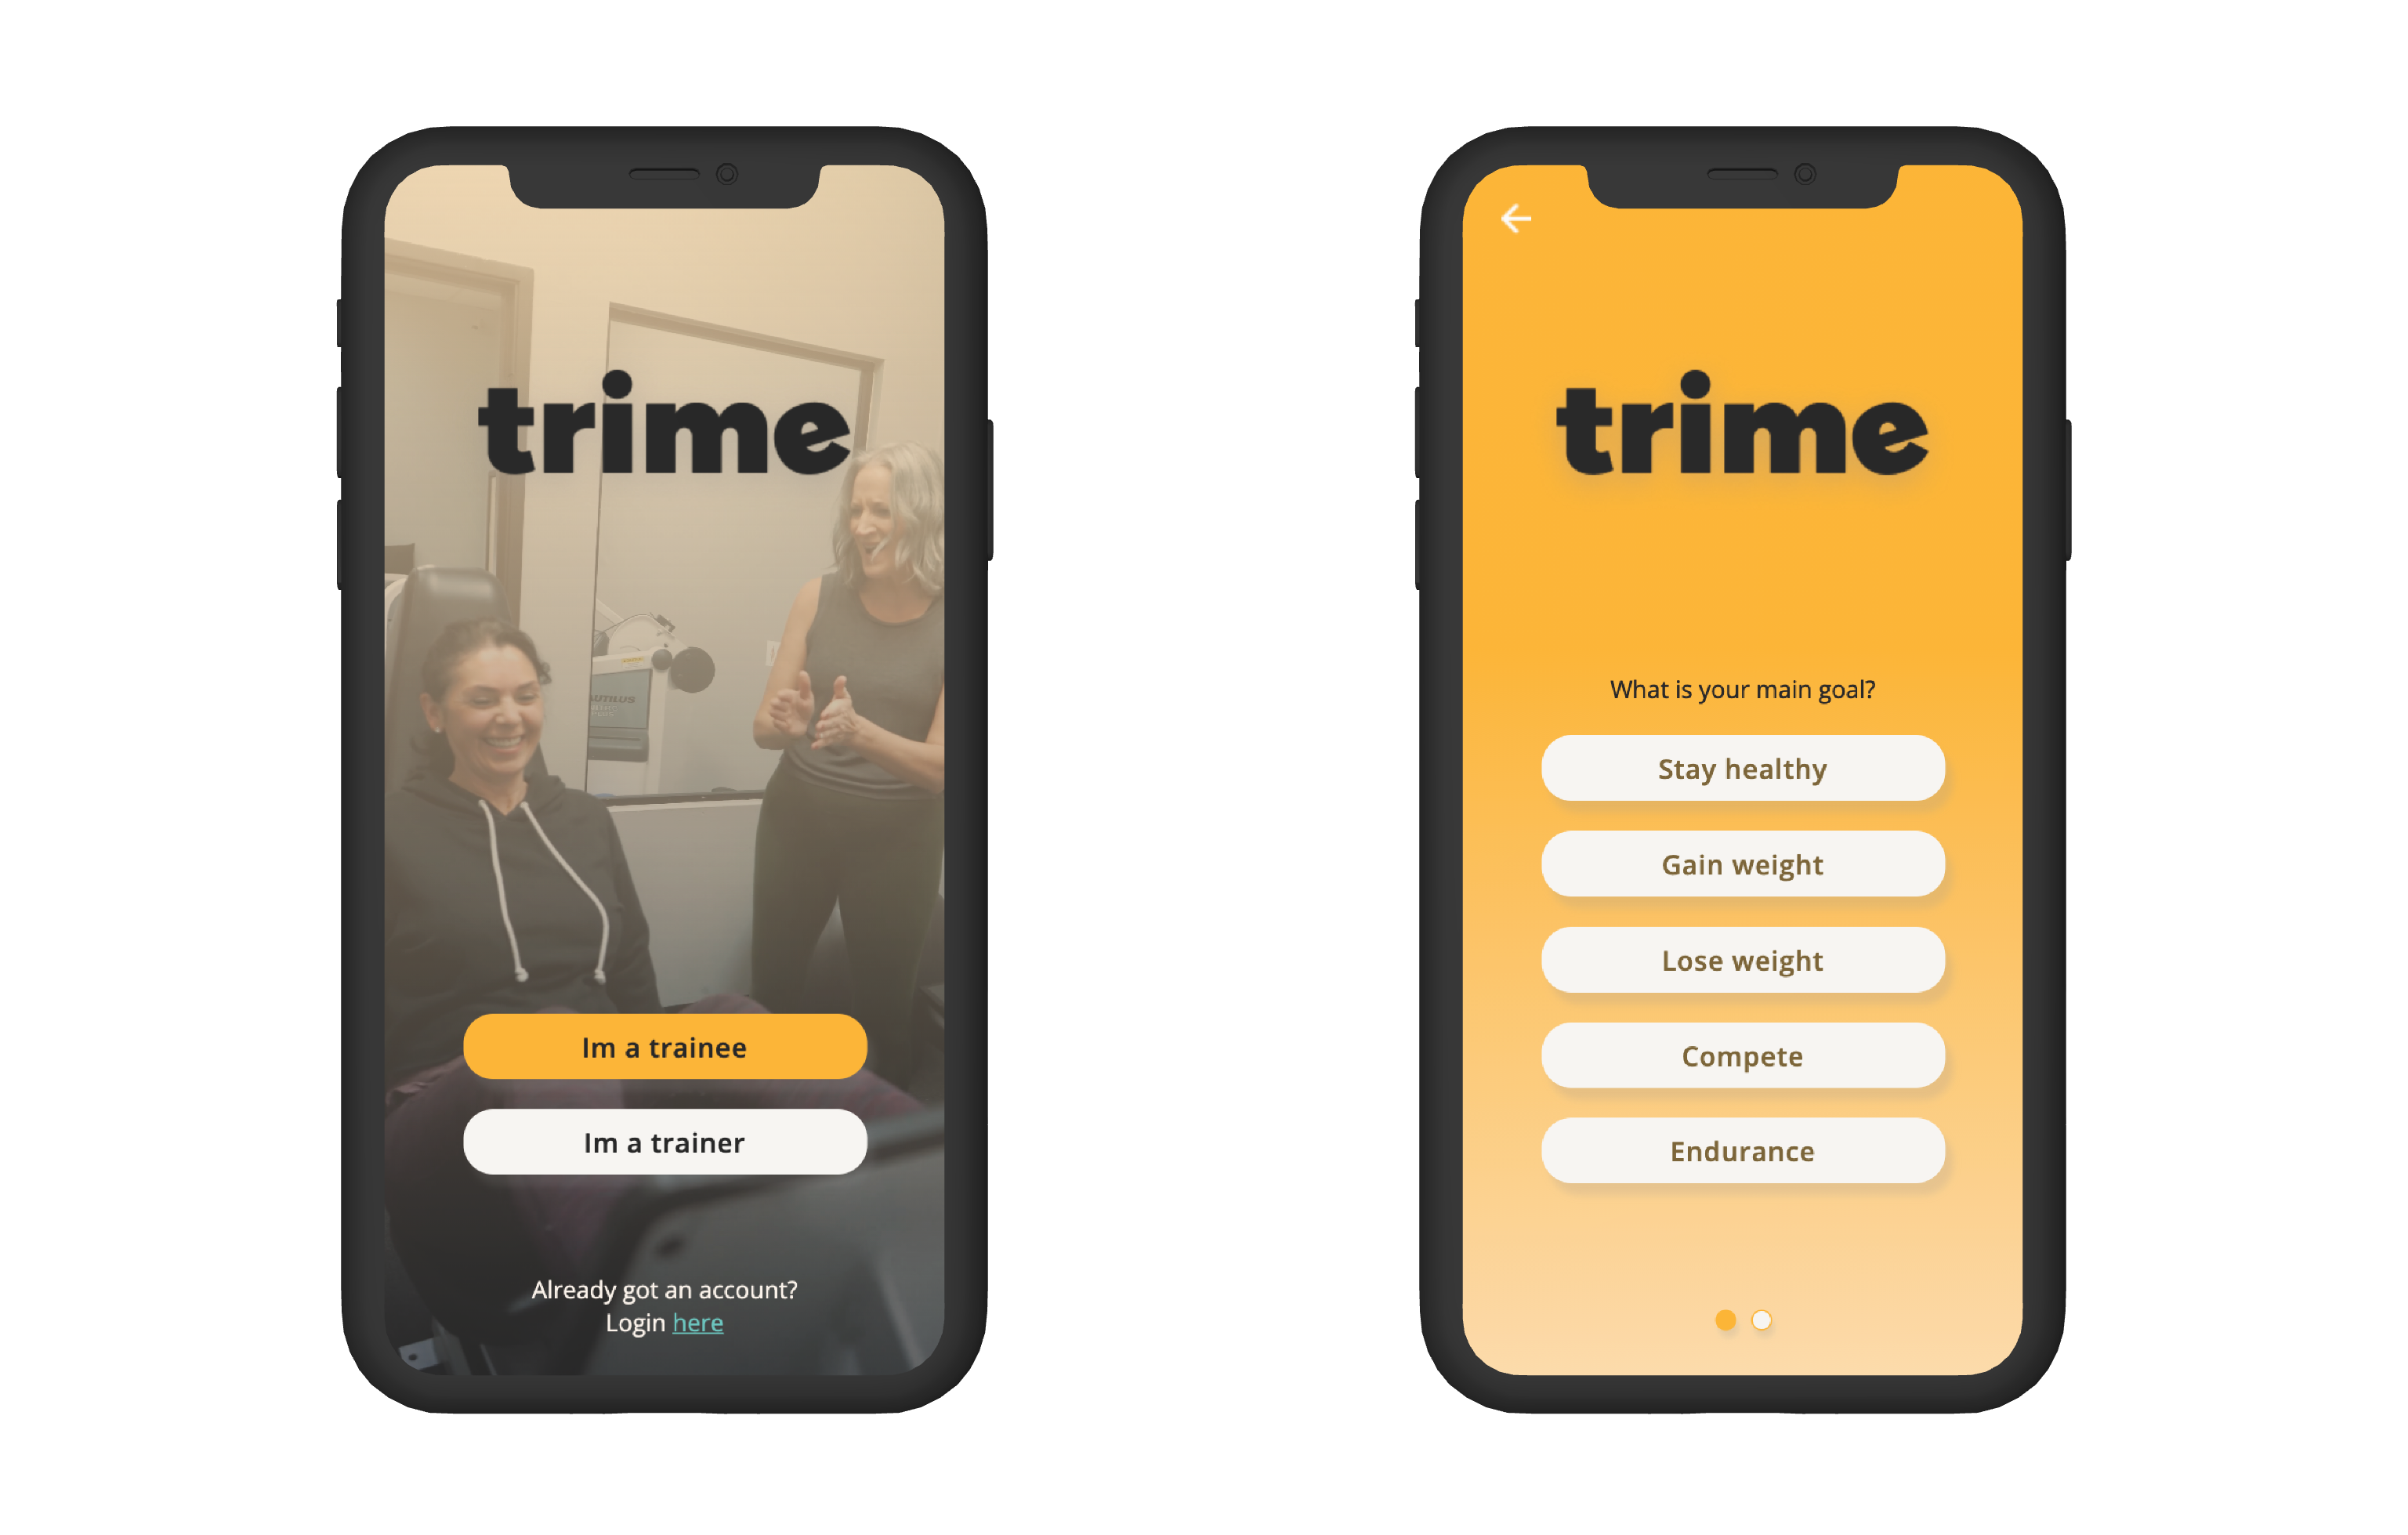 trime
AUTILUS
Im a trainee
Im a trainer
Already got an account?
Login here
trime
What is your main goal?
Stay healthy
Gain weight
Lose weight
Compete
Endurance